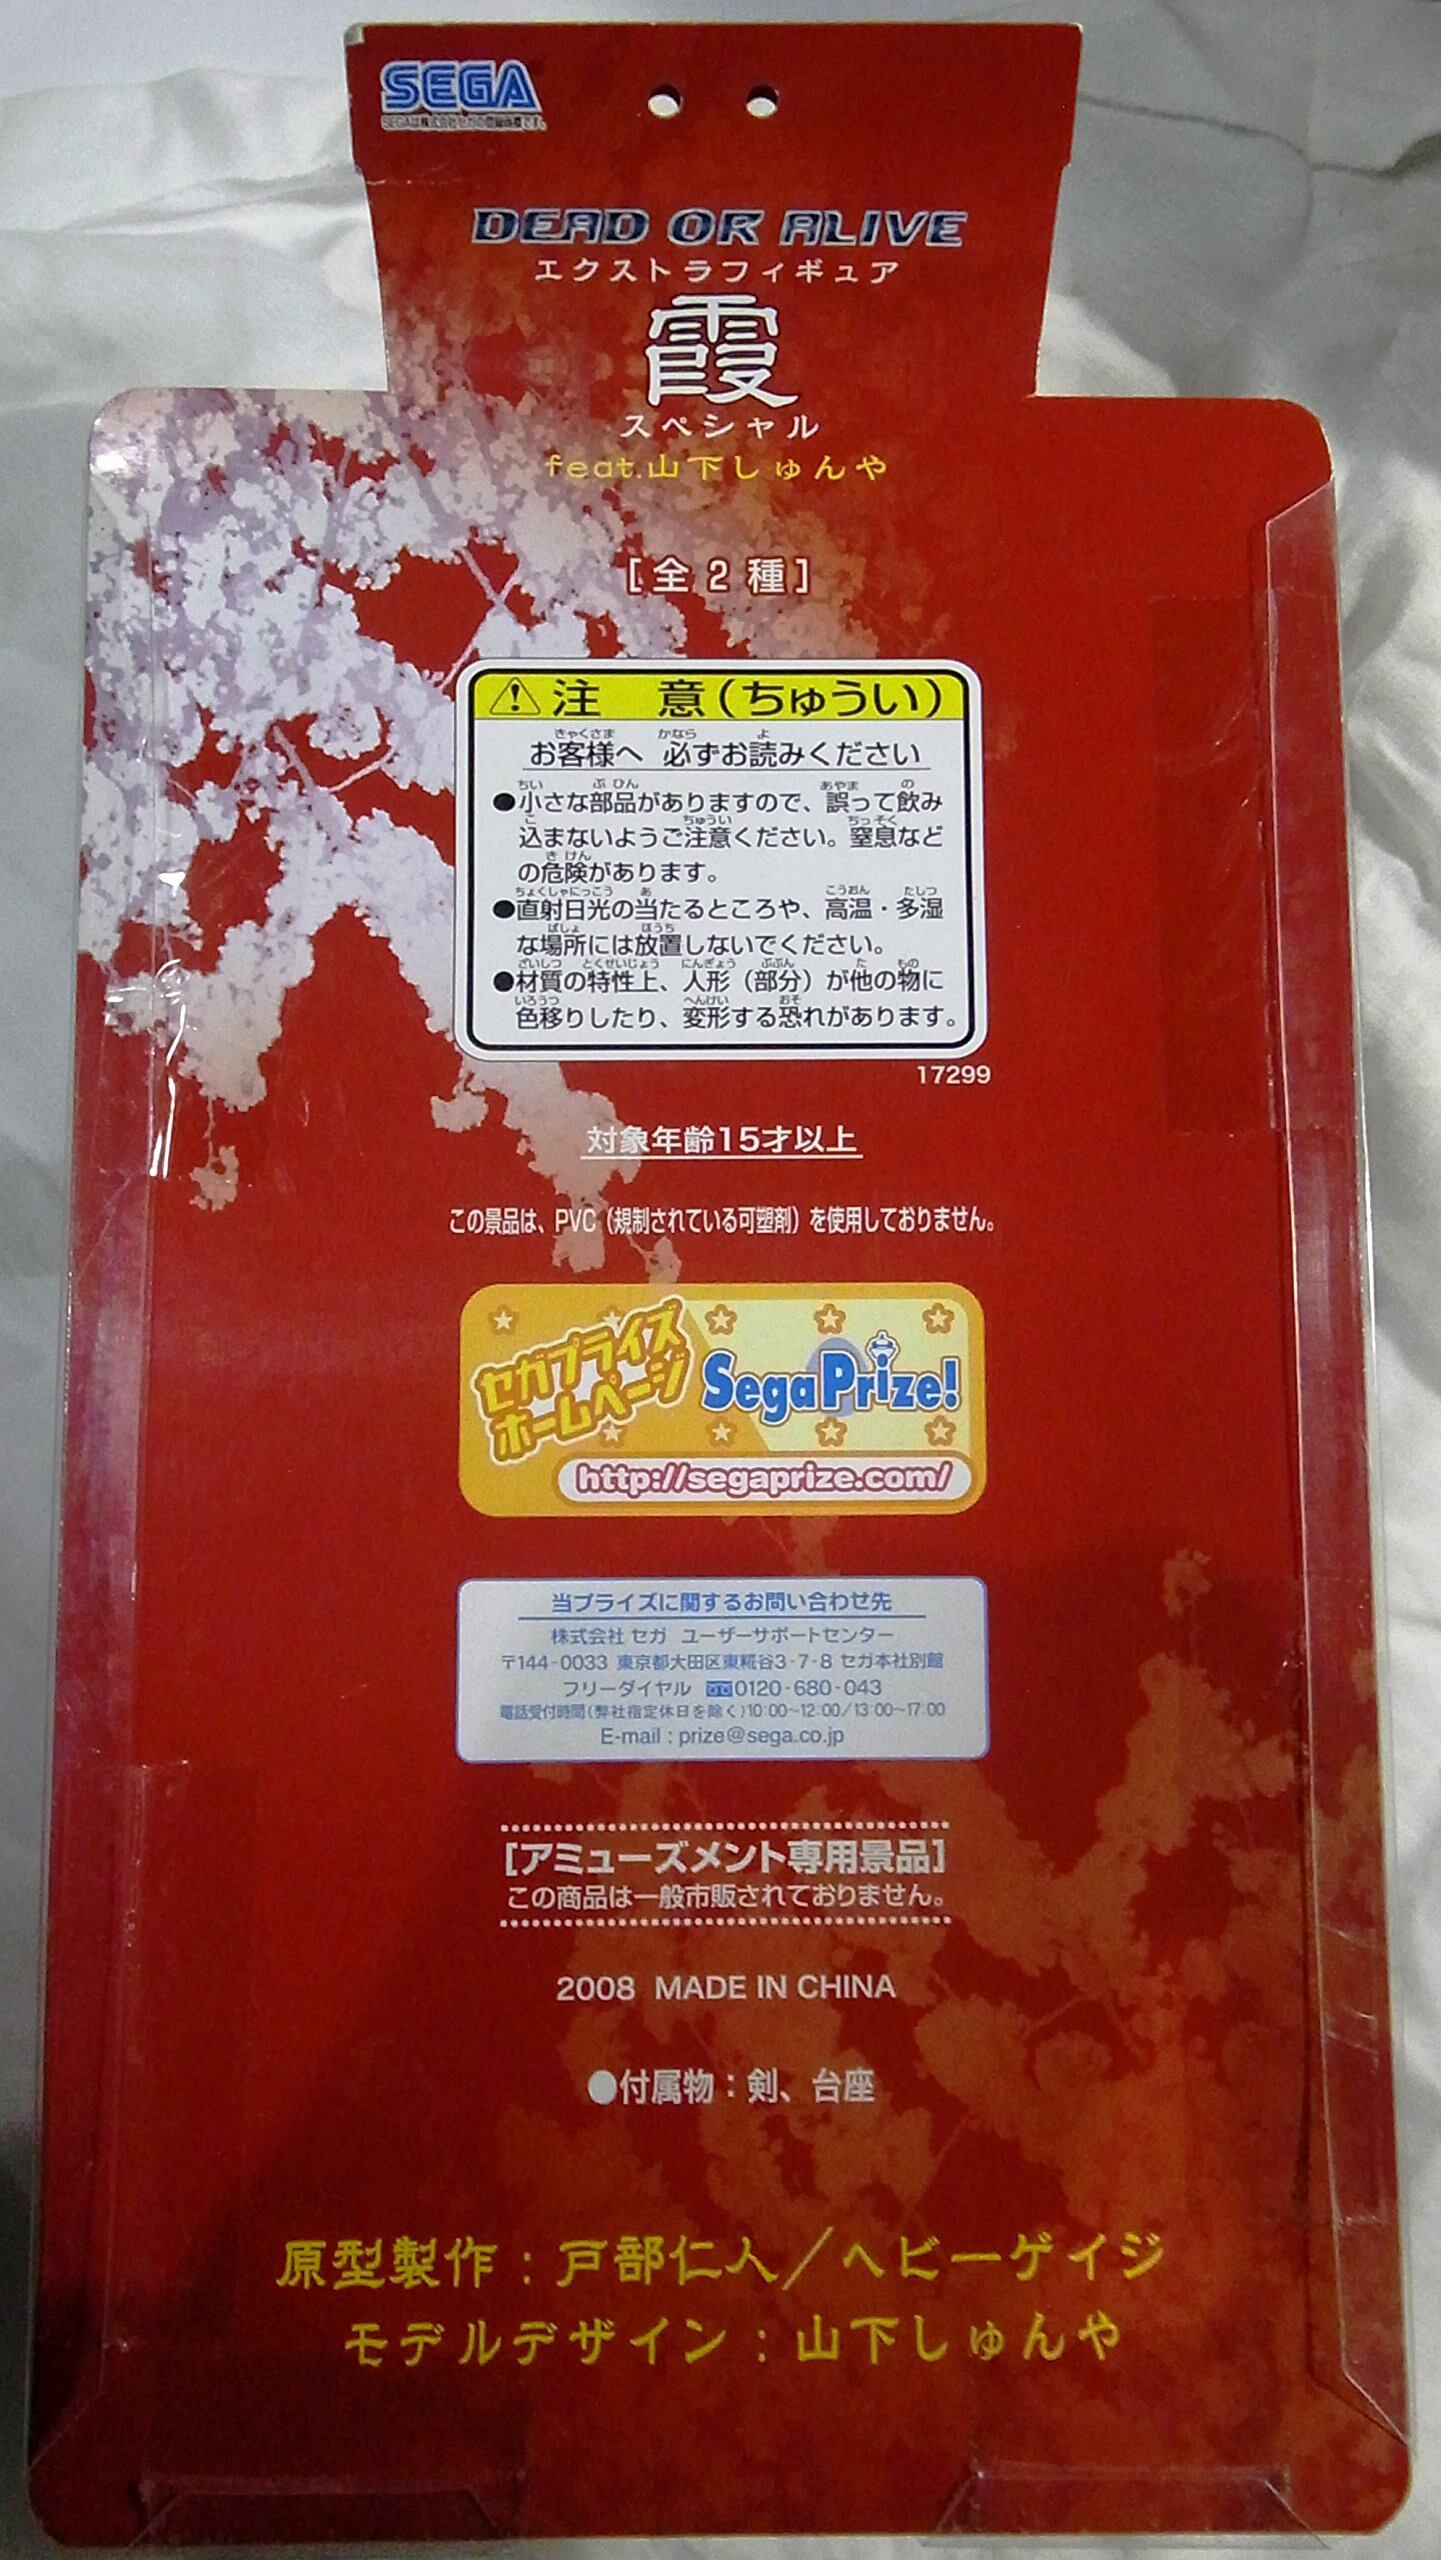 SEGA
SEGAは株式会社セガの登録商標です。
DEAD OR ALIVE
エクストラフィギュア
霞
スペシャル
feat.山下しゅんや
[全2種]
注 意(ちゅうい)
お客様へ 必ずお読みください
●小さな部品がありますので、誤って飲み
込まないようご注意ください。窒息など
の危険があります。
●直射日光の当たるところや、高温・多湿
な場所には放置しないでください。
●材質の特性上、人形(部分)が他の物に
色移りしたり、変形する恐れがあります。
17299
対象年齢15才以上
この景品は、PVC(規制されている可塑剤)を使用しておりません。
セガプライズ
ホームページ
SegaPrize!
http://segaprize.com/
当プライズに関するお問い合わせ先
株式会社 セガ ユーザーサポートセンター
〒144-0033 東京都大田区東糀谷3-7-8 セガ本社別館
フリーダイヤル 0120-680-043
電話受付時間(弊社指定休日を除く)10:00~12:00/13:00~17:00
E-mail : prize@sega.co.jp
[アミューズメント専用景品]
この商品は一般市販されておりません。
2008 MADE IN CHINA
●付属物:剣、台座
原型製作:戸部仁人/ヘビーゲイジ
モデルデザイン:山下しゅんや